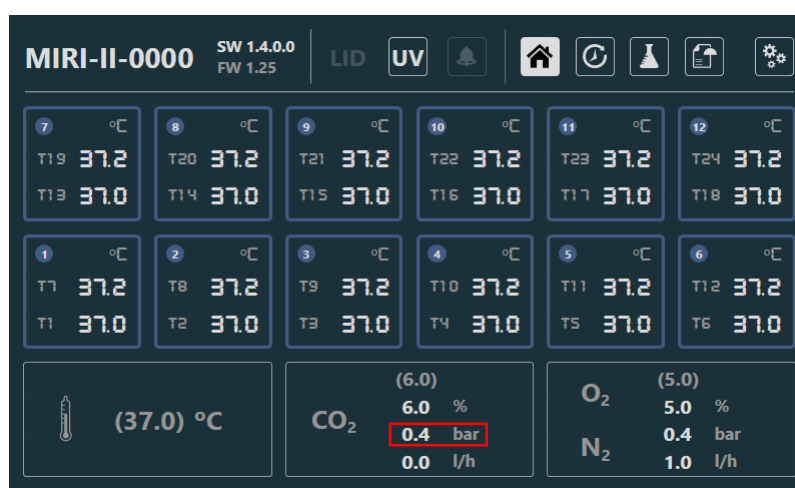 MIRI-II-0000 SW 1.4.0.0 LID UV
FW 1.25
7 °C 8 °C 9 °C 10 °C 11 °C 12 °C
T19 37.2 T20 37.2 T21 37.2 T22 37.2 T23 37.2 T24 37.2
T13 37.0 T14 37.0 T15 37.0 T16 37.0 T17 37.0 T18 37.0
1 °C 2 °C 3 °C 4 °C 5 °C 6 °C
T7 37.2 T8 37.2 T9 37.2 T10 37.2 T11 37.2 T12 37.2
T1 37.0 T2 37.0 T3 37.0 T4 37.0 T5 37.0 T6 37.0
(37.0) °C
CO₂
(6.0)
6.0 %
0.4 bar
0.0 l/h
O₂
N₂
(5.0)
5.0 %
0.4 bar
1.0 l/h